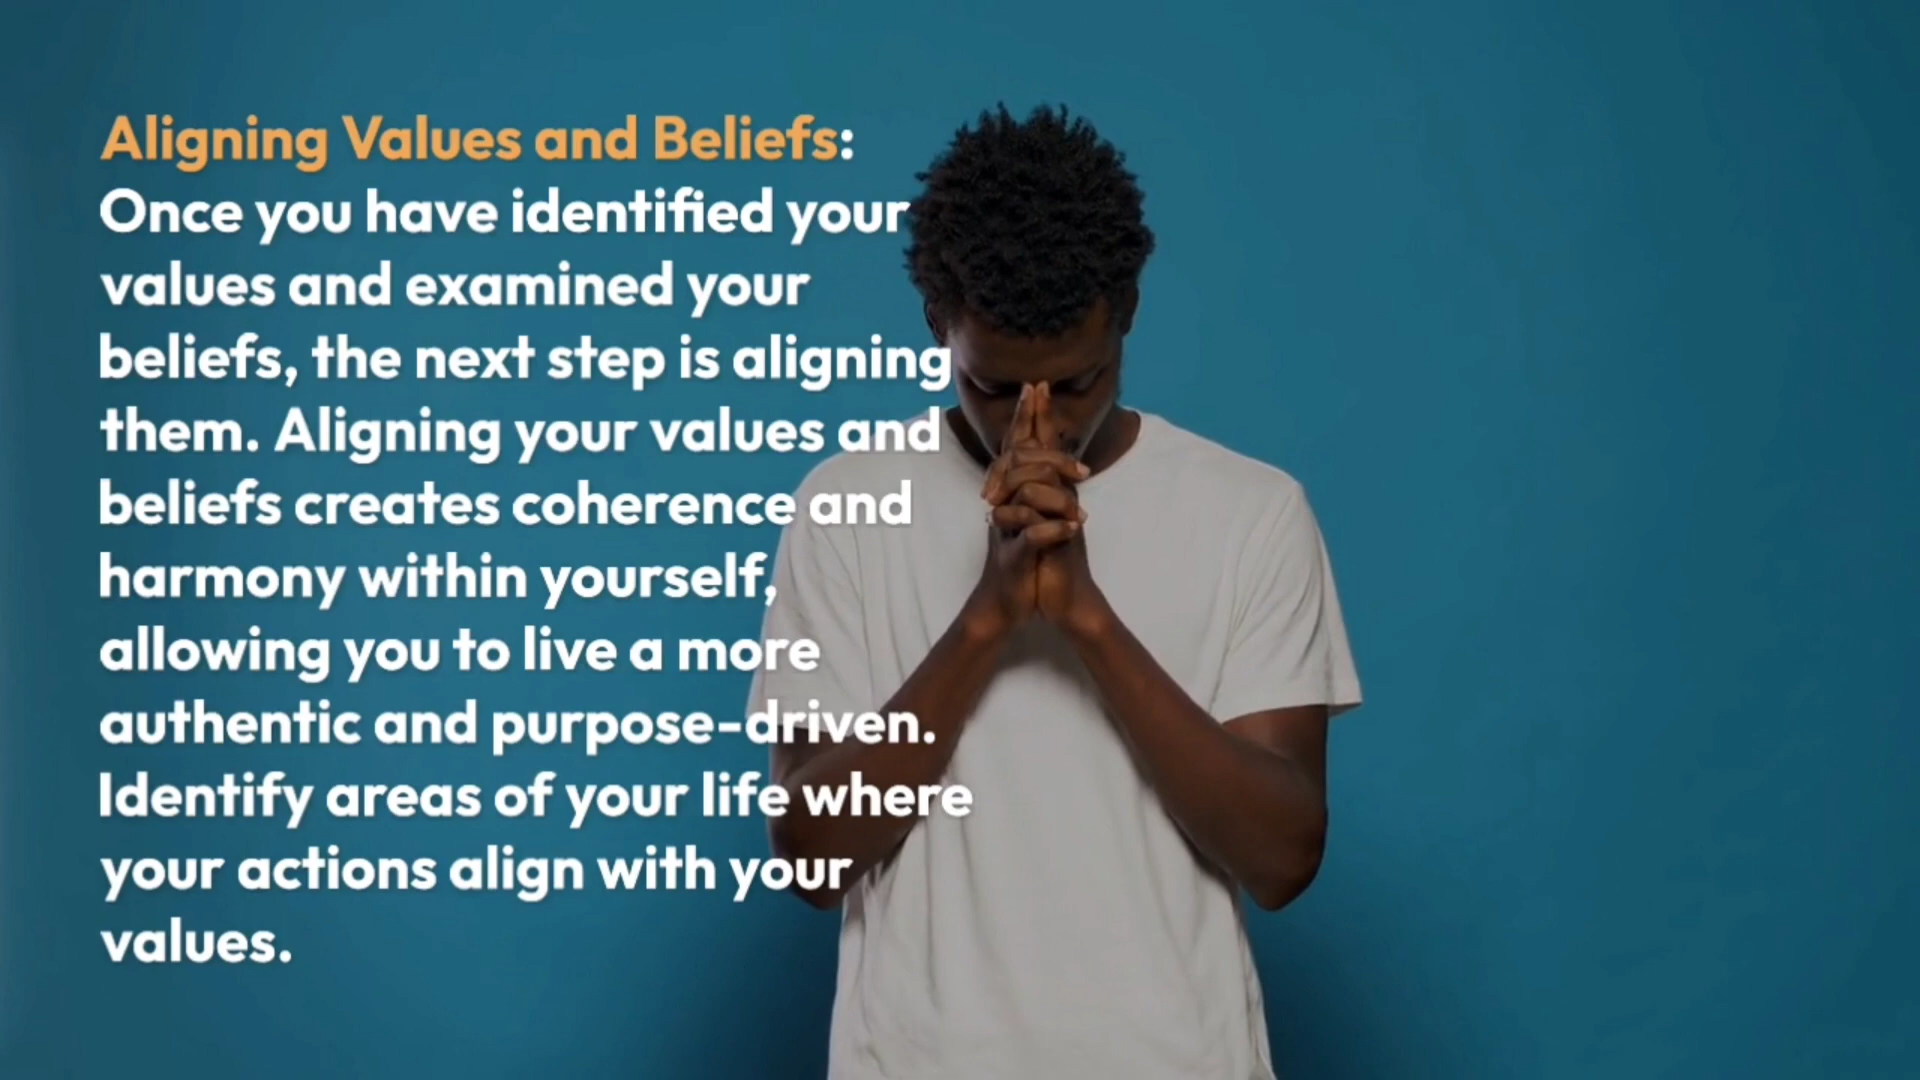 Aligning Values and Beliefs:
Once you have identified your
values and examined your
beliefs, the next step is aligning
them. Aligning your values and
beliefs creates coherence and
harmony within yourself,
allowing you to live a more
authentic and purpose-driven.
Identify areas of your life where
your actions align with your
values.